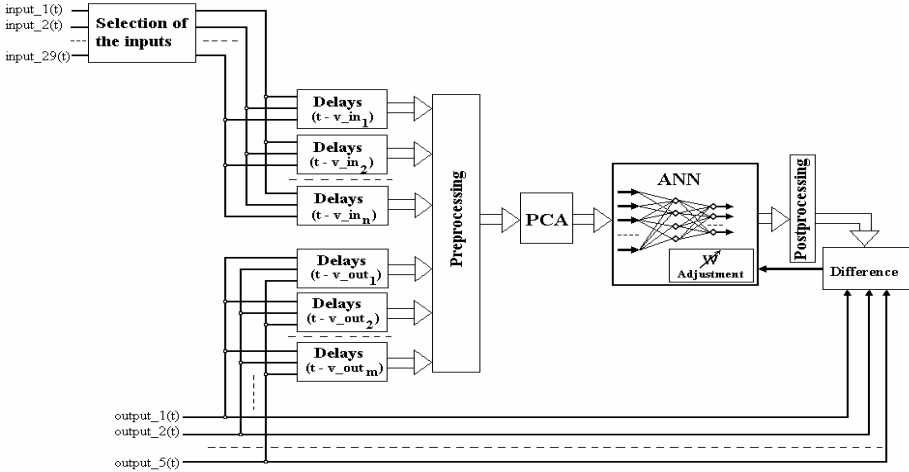 input_1(t)
input_2(t)
input_29(t)
Selection of
the inputs
Delays
(t - v_in1)
Delays
(t - v_in2)
Delays
(t - v_inn)
Delays
(t - v_out1)
Delays
(t - v_out2)
Delays
(t - v_outm)
Preprocessing
PCA
ANN
W
Adjustment
Postprocessing
Difference
output_1(t)
output_2(t)
output_5(t)